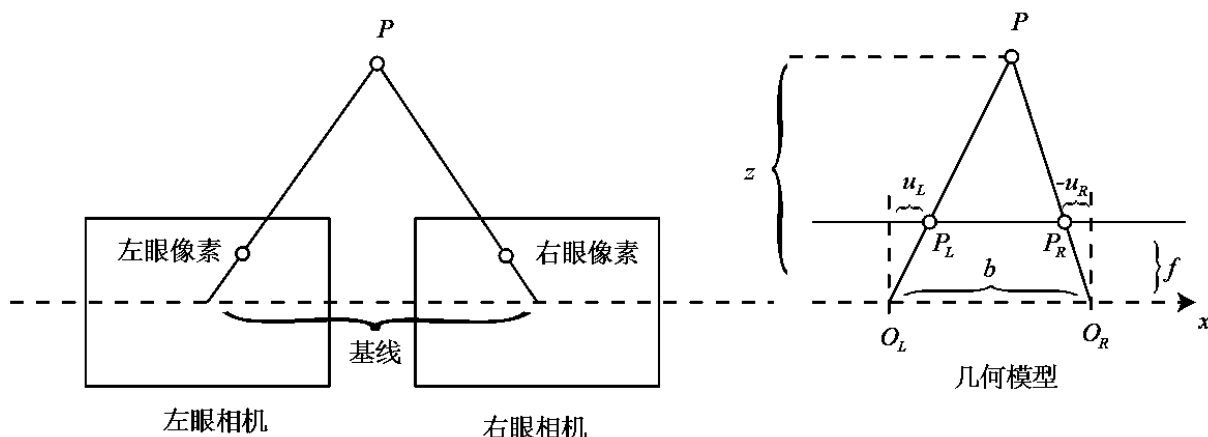 P
左眼像素
右眼像素
基线
左眼相机
右眼相机
P
z
u_L
-u_R
P_L
P_R
b
f
x
O_L
O_R
几何模型